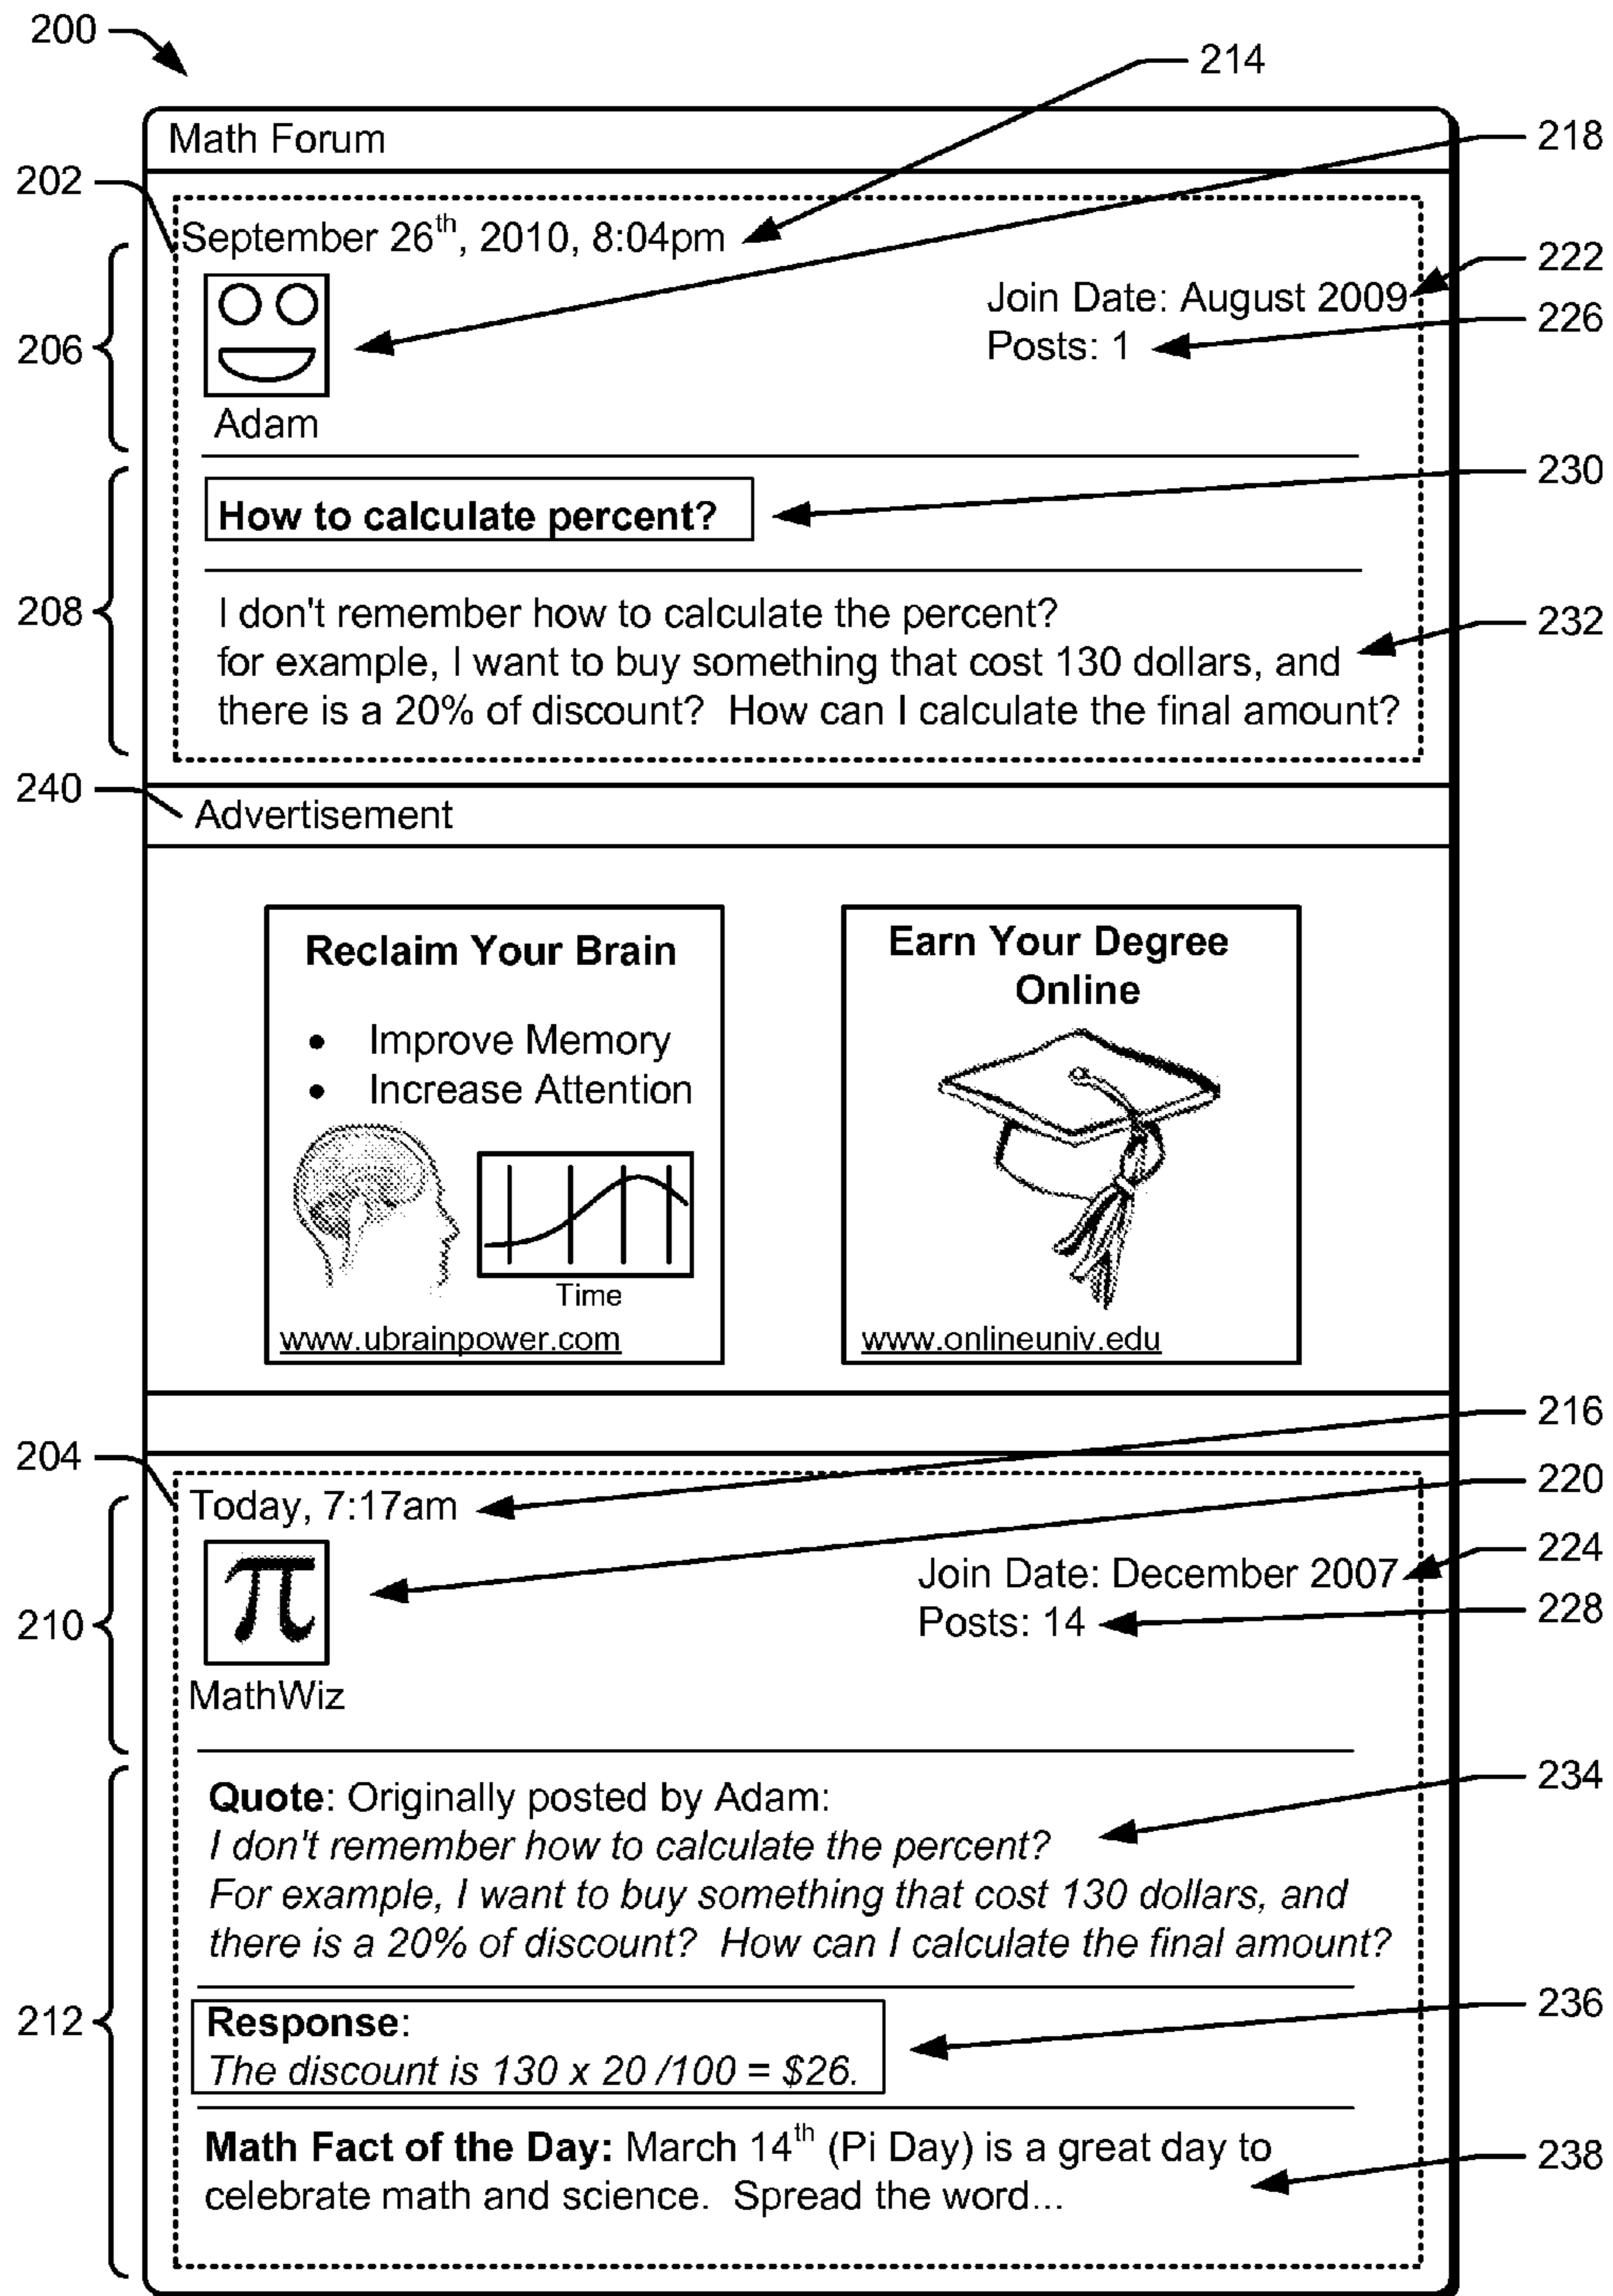 200
214
Math Forum
218
202
September 26th, 2010, 8:04pm
222
Join Date: August 2009
226
Posts: 1
206
Adam
230
How to calculate percent?
208
I don't remember how to calculate the percent?
232
for example, I want to buy something that cost 130 dollars, and
there is a 20% of discount?  How can I calculate the final amount?
240
Advertisement
Reclaim Your Brain
• Improve Memory
• Increase Attention
Time
www.ubrainpower.com
Earn Your Degree
Online
www.onlineuniv.edu
216
204
220
Today, 7:17am
224
Join Date: December 2007
228
Posts: 14
π
210
MathWiz
234
Quote: Originally posted by Adam:
I don't remember how to calculate the percent?
For example, I want to buy something that cost 130 dollars, and
there is a 20% of discount?  How can I calculate the final amount?
236
212
Response:
The discount is 130 x 20 /100 = $26.
238
Math Fact of the Day: March 14th (Pi Day) is a great day to
celebrate math and science.  Spread the word...